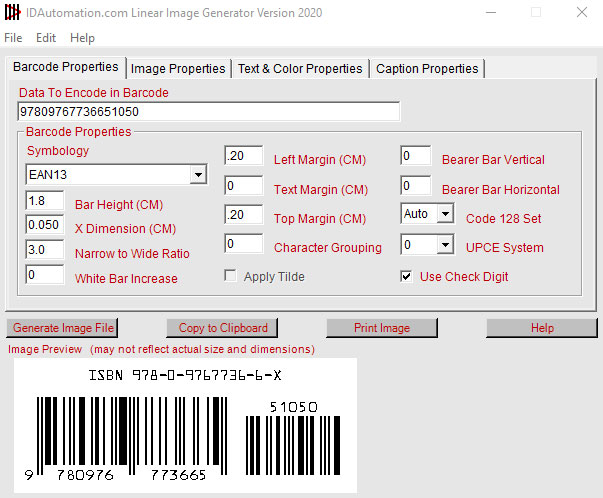 IDAutomation.com Linear Image Generator Version 2020
File Edit Help
Barcode Properties Image Properties Text & Color Properties Caption Properties
Data To Encode in Barcode
97809767736651050
Barcode Properties
Symbology
EAN13
1.8 Bar Height (CM)
0.050 X Dimension (CM)
3.0 Narrow to Wide Ratio
0 White Bar Increase
.20 Left Margin (CM)
0 Text Margin (CM)
.20 Top Margin (CM)
0 Character Grouping
Apply Tilde
0 Bearer Bar Vertical
0 Bearer Bar Horizontal
Auto Code 128 Set
0 UPCE System
Use Check Digit
Generate Image File Copy to Clipboard Print Image Help
Image Preview (may not reflect actual size and dimensions)
ISBN 978-0-9767736-6-X
51050
9 780976 773665